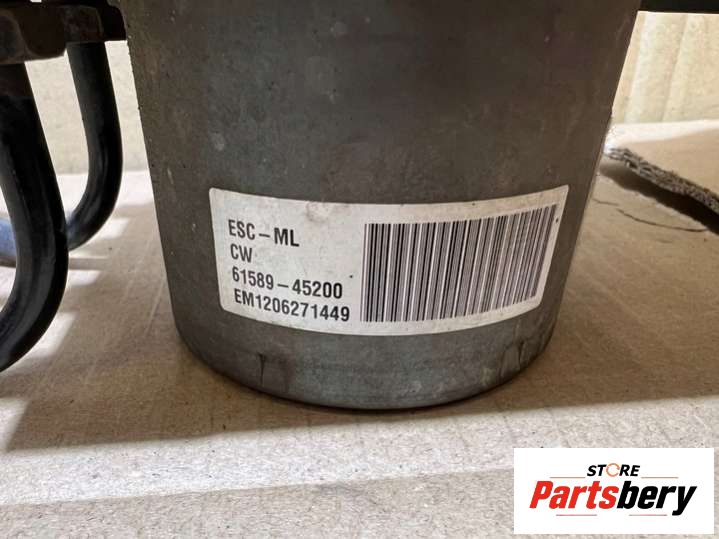 ESC-ML
CW
61589-45200
EM1206271449
STORE
Partsbery